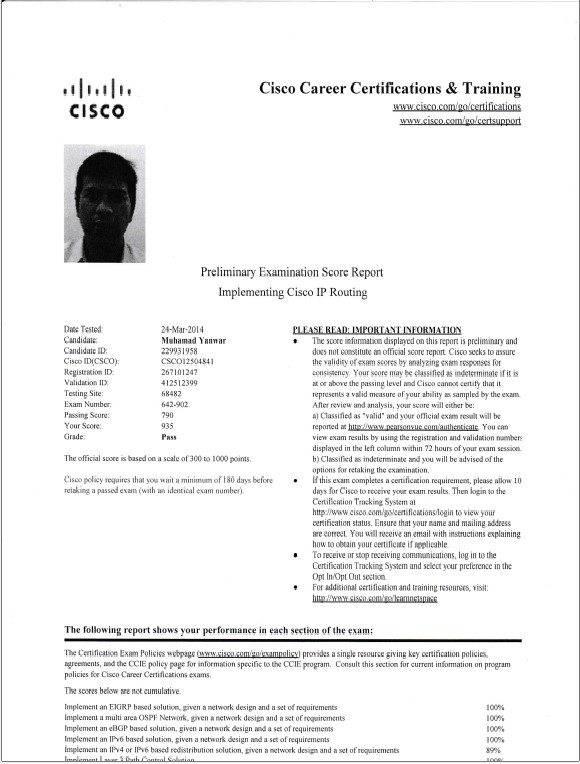 CISCO
Cisco Career Certifications & Training
www.cisco.com/go/certifications
www.cisco.com/go/certsupport
Preliminary Examination Score Report
Implementing Cisco IP Routing
Date Tested: 24-Mar-2014
Candidate: Muhamad Yanwar
Candidate ID: 229931958
Cisco ID(CSCO): CSCO12504841
Registration ID: 267101247
Validation ID: 412512399
Testing Site: 68482
Exam Number: 642-902
Passing Score: 790
Your Score: 935
Grade: Pass
The official score is based on a scale of 300 to 1000 points.
Cisco policy requires that you wait a minimum of 180 days before
retaking a passed exam (with an identical exam number).
PLEASE READ: IMPORTANT INFORMATION
• The score information displayed on this report is preliminary and
does not constitute an official score report. Cisco seeks to assure
the validity of exam scores by analyzing exam responses for
consistency. Your score may be classified as indeterminate if it is
at or above the passing level and Cisco cannot certify that it
represents a valid measure of your ability as sampled by the exam.
After review and analysis, your score will either be:
a) Classified as "valid" and your official exam result will be
reported at http://www.pearsonvue.com/authenticate. You can
view exam results by using the registration and validation numbers
displayed in the left column within 72 hours of your exam session.
b) Classified as indeterminate and you will be advised of the
options for retaking the examination.
• If this exam completes a certification requirement, please allow 10
days for Cisco to receive your exam results. Then login to the
Certification Tracking System at
http://www.cisco.com/go/certifications/login to view your
certification status. Ensure that your name and mailing address
are correct. You will receive an email with instructions explaining
how to obtain your certificate if applicable.
• To receive or stop receiving communications, log in to the
Certification Tracking System and select your preference in the
Opt In/Opt Out section.
• For additional certification and training resources, visit:
http://www.cisco.com/go/learnnetspace
The following report shows your performance in each section of the exam:
The Certification Exam Policies webpage (www.cisco.com/go/exampolicy) provides a single resource giving key certification policies,
agreements, and the CCIE policy page for information specific to the CCIE program. Consult this section for current information on program
policies for Cisco Career Certifications exams.
The scores below are not cumulative.
Implement an EIGRP based solution, given a network design and a set of requirements 100%
Implement a multi area OSPF Network, given a network design and a set of requirements 100%
Implement an eBGP based solution, given a network design and a set of requirements 100%
Implement an IPv6 based solution, given a network design and a set of requirements 100%
Implement an IPv4 or IPv6 based redistribution solution, given a network design and a set of requirements 89%
Implement Layer 3 Path Control Solution 100%